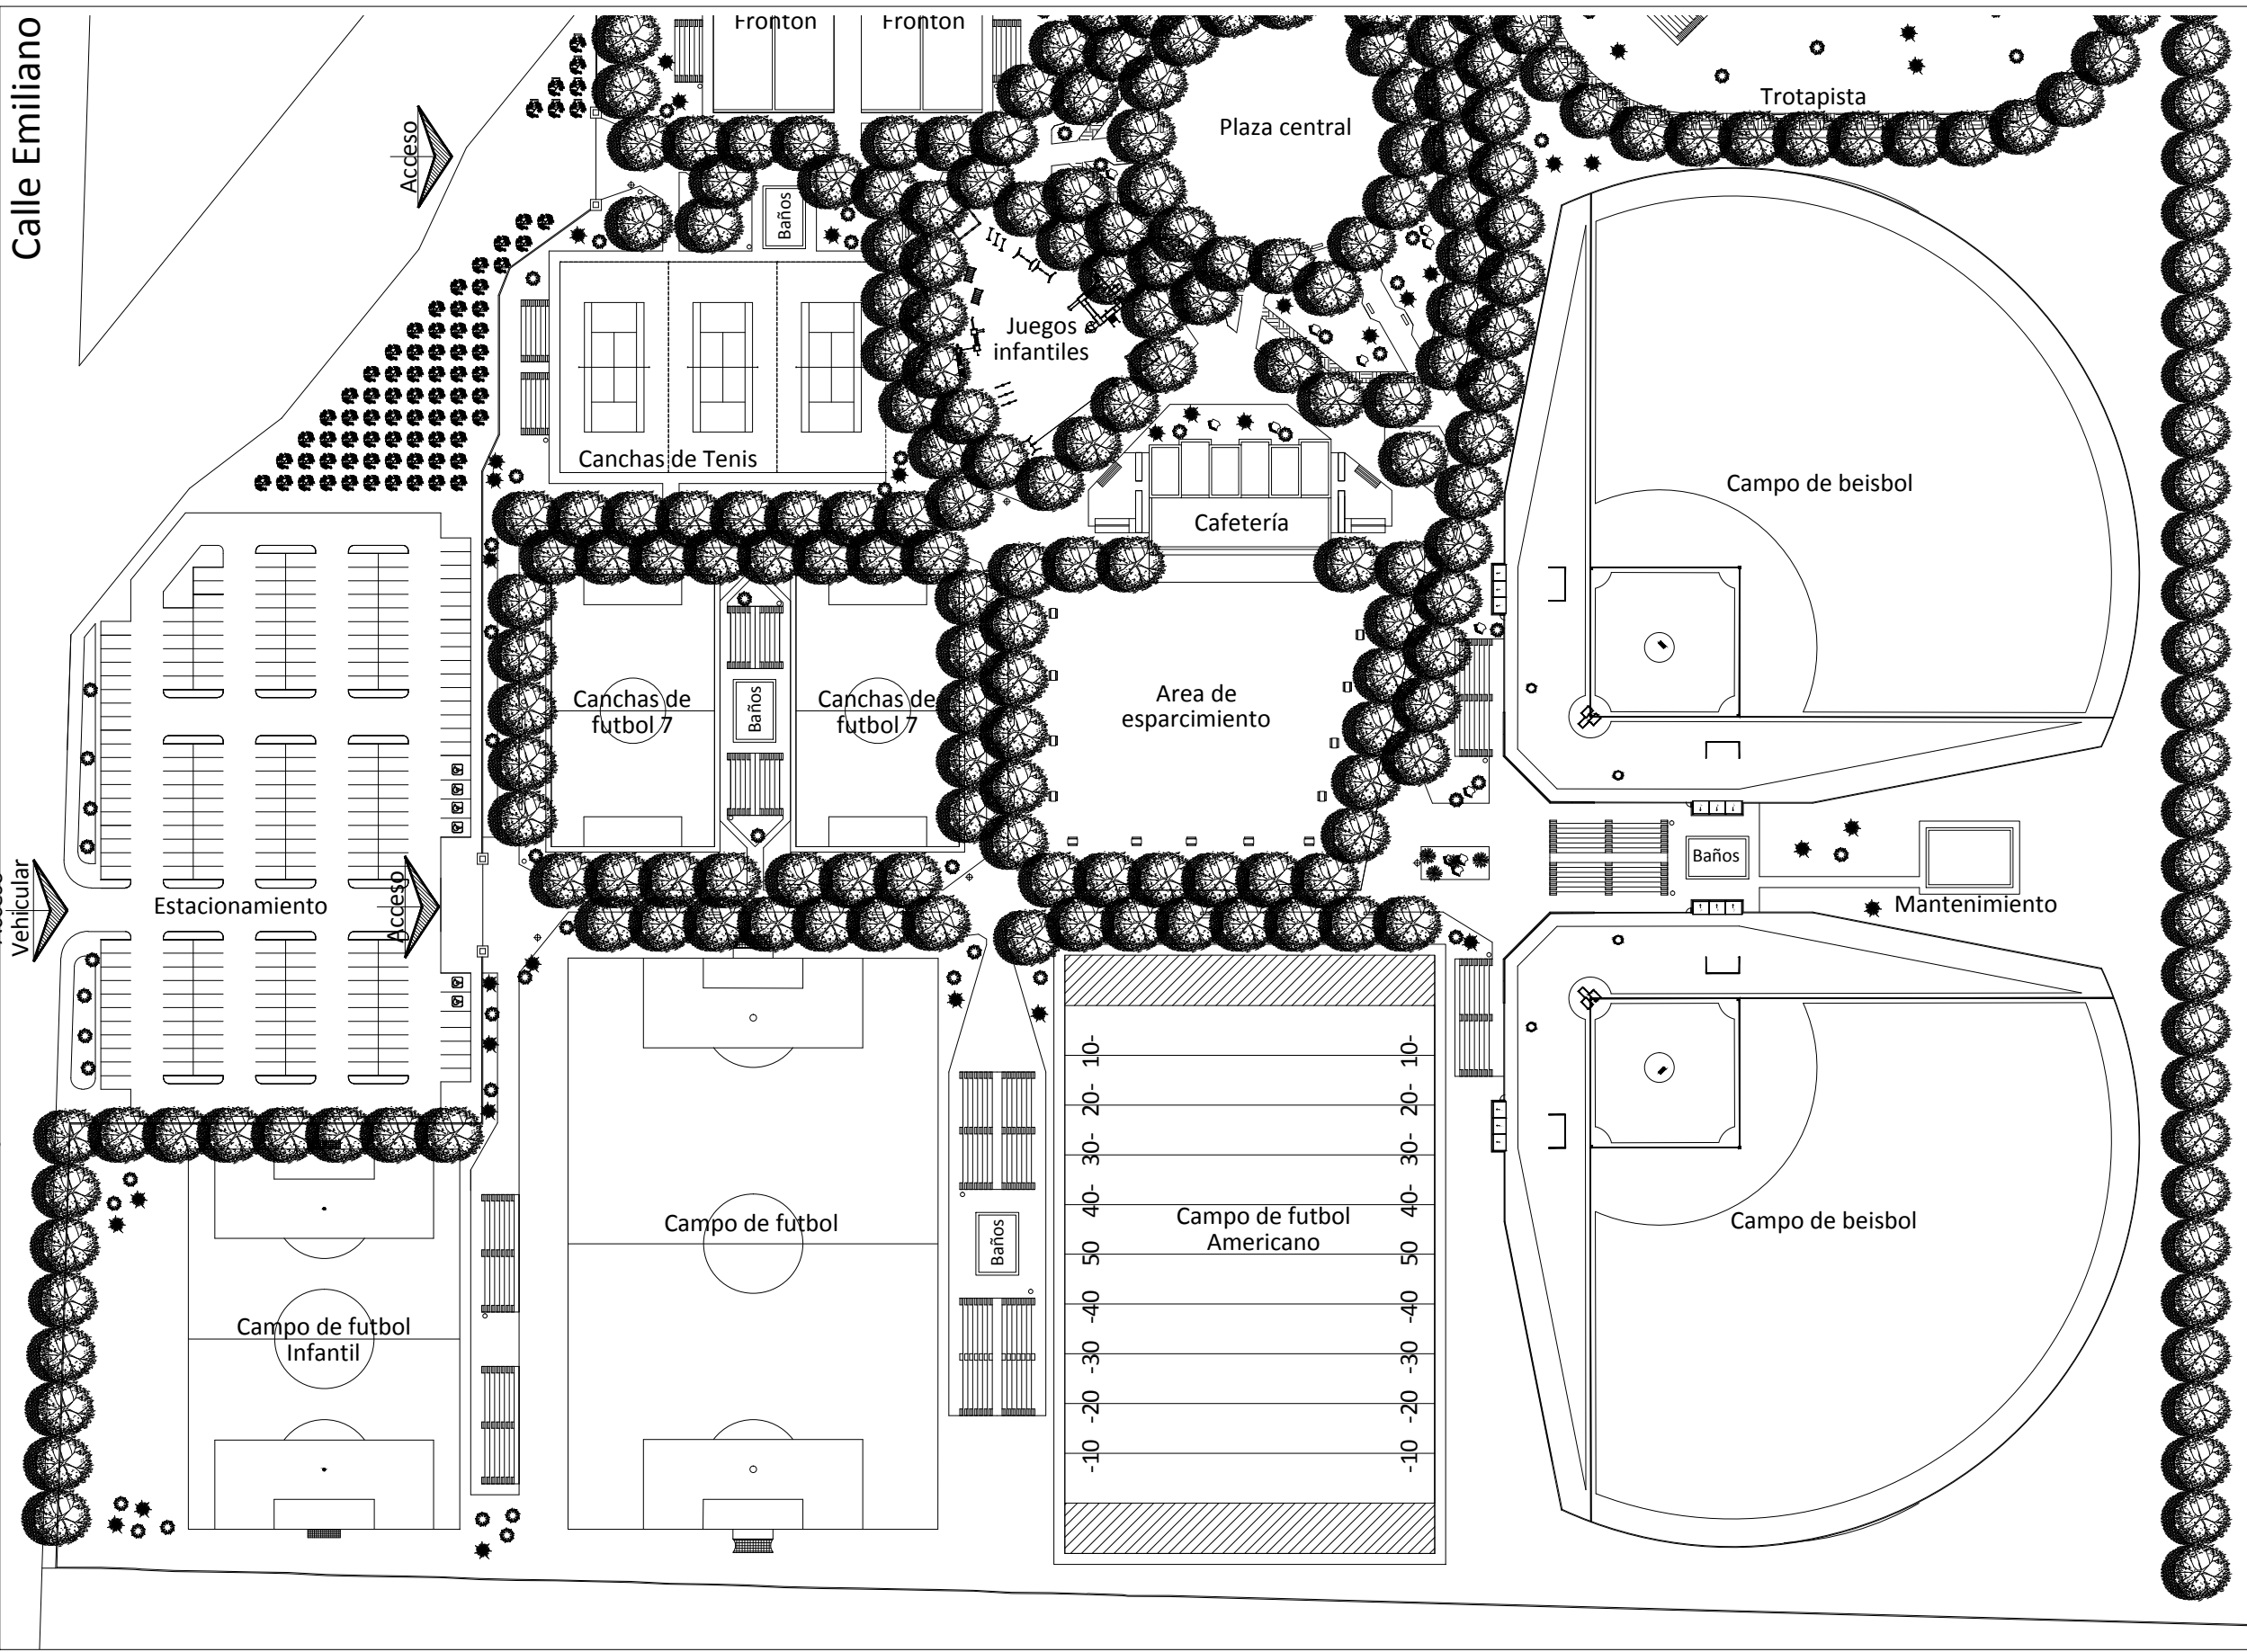 Calle Emiliano
Fronton
Fronton
Acceso
Plaza central
Trotapista
Baños
Juegos
infantiles
Canchas de Tenis
Campo de beisbol
Cafetería
Canchas de
futbol 7
Baños
Canchas de
futbol 7
Area de
esparcimiento
Vehicular
Estacionamiento
Acceso
Baños
Mantenimiento
10-
20-
30-
40-
50
-40
-30
-20
-10
10-
20-
30-
40-
50
-40
-30
-20
-10
Campo de futbol
Infantil
Campo de futbol
Baños
Campo de futbol
Americano
Campo de beisbol